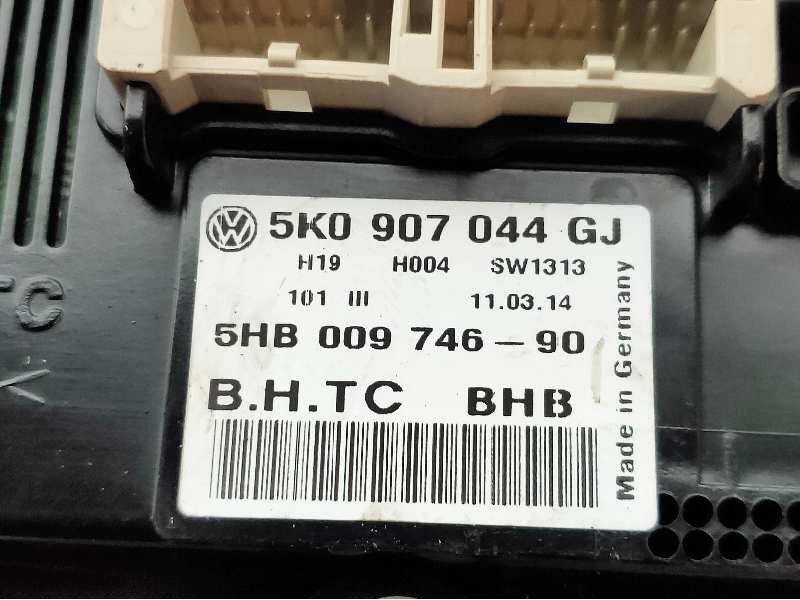 5K0 907 044 GJ
H19 H004 SW1313
101 III 11.03.14
5HB 009 746-90
B.H.TC BHB
Made in Germany
TC